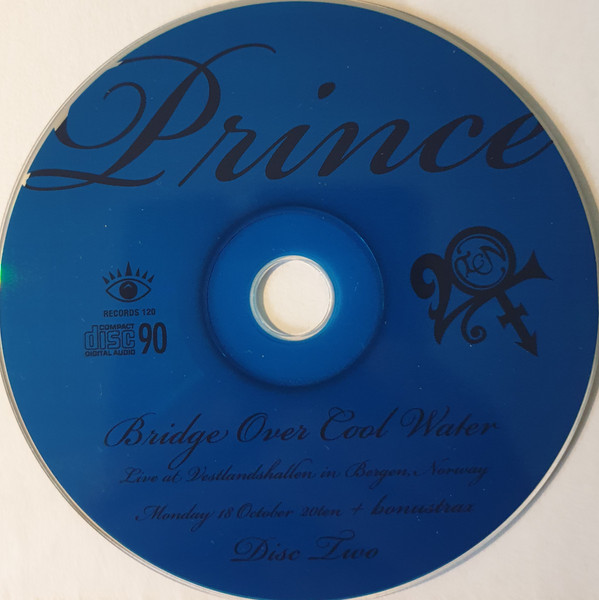 Prince
RECORDS 120
COMPACT
disc 90
DIGITAL AUDIO
Bridge Over Cool Water
Live at Vestlandshallen in Bergen, Norway
Monday 18 October 20ten + bonustrax
Disc Two